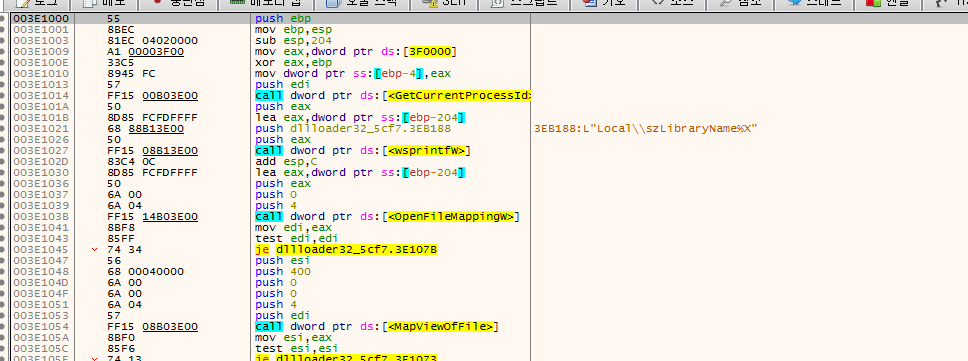 로그 메모 중단점 메모리 맵 호출 스택 SEH 스크립트 기호 소스 참조 스레드 핸들
003E1000 55 push ebp
003E1001 8BEC mov ebp,esp
003E1003 81EC 04020000 sub esp,204
003E1009 A1 00003F00 mov eax,dword ptr ds:[3F0000]
003E100E 33C5 xor eax,ebp
003E1010 8945 FC mov dword ptr ss:[ebp-4],eax
003E1013 57 push edi
003E1014 FF15 00B03E00 call dword ptr ds:[<GetCurrentProcessId>
003E101A 50 push eax
003E101B 8D85 FCFDFFFF lea eax,dword ptr ss:[ebp-204]
003E1021 68 88B13E00 push dllloader32_5cf7.3EB188 3EB188:L"Local\\szLibraryName%X"
003E1026 50 push eax
003E1027 FF15 08B13E00 call dword ptr ds:[<wsprintfW>]
003E102D 83C4 0C add esp,C
003E1030 8D85 FCFDFFFF lea eax,dword ptr ss:[ebp-204]
003E1036 50 push eax
003E1037 6A 00 push 0
003E1039 6A 04 push 4
003E103B FF15 14B03E00 call dword ptr ds:[<OpenFileMappingW>]
003E1041 8BF8 mov edi,eax
003E1043 85FF test edi,edi
003E1045 74 34 je dllloader32_5cf7.3E107B
003E1047 56 push esi
003E1048 68 00040000 push 400
003E104D 6A 00 push 0
003E104F 6A 00 push 0
003E1051 6A 04 push 4
003E1053 57 push edi
003E1054 FF15 08B03E00 call dword ptr ds:[<MapViewOfFile>]
003E105A 8BF0 mov esi,eax
003E105C 85F6 test esi,esi
003E105E 74 13 je dllloader32_5cf7.3E1073